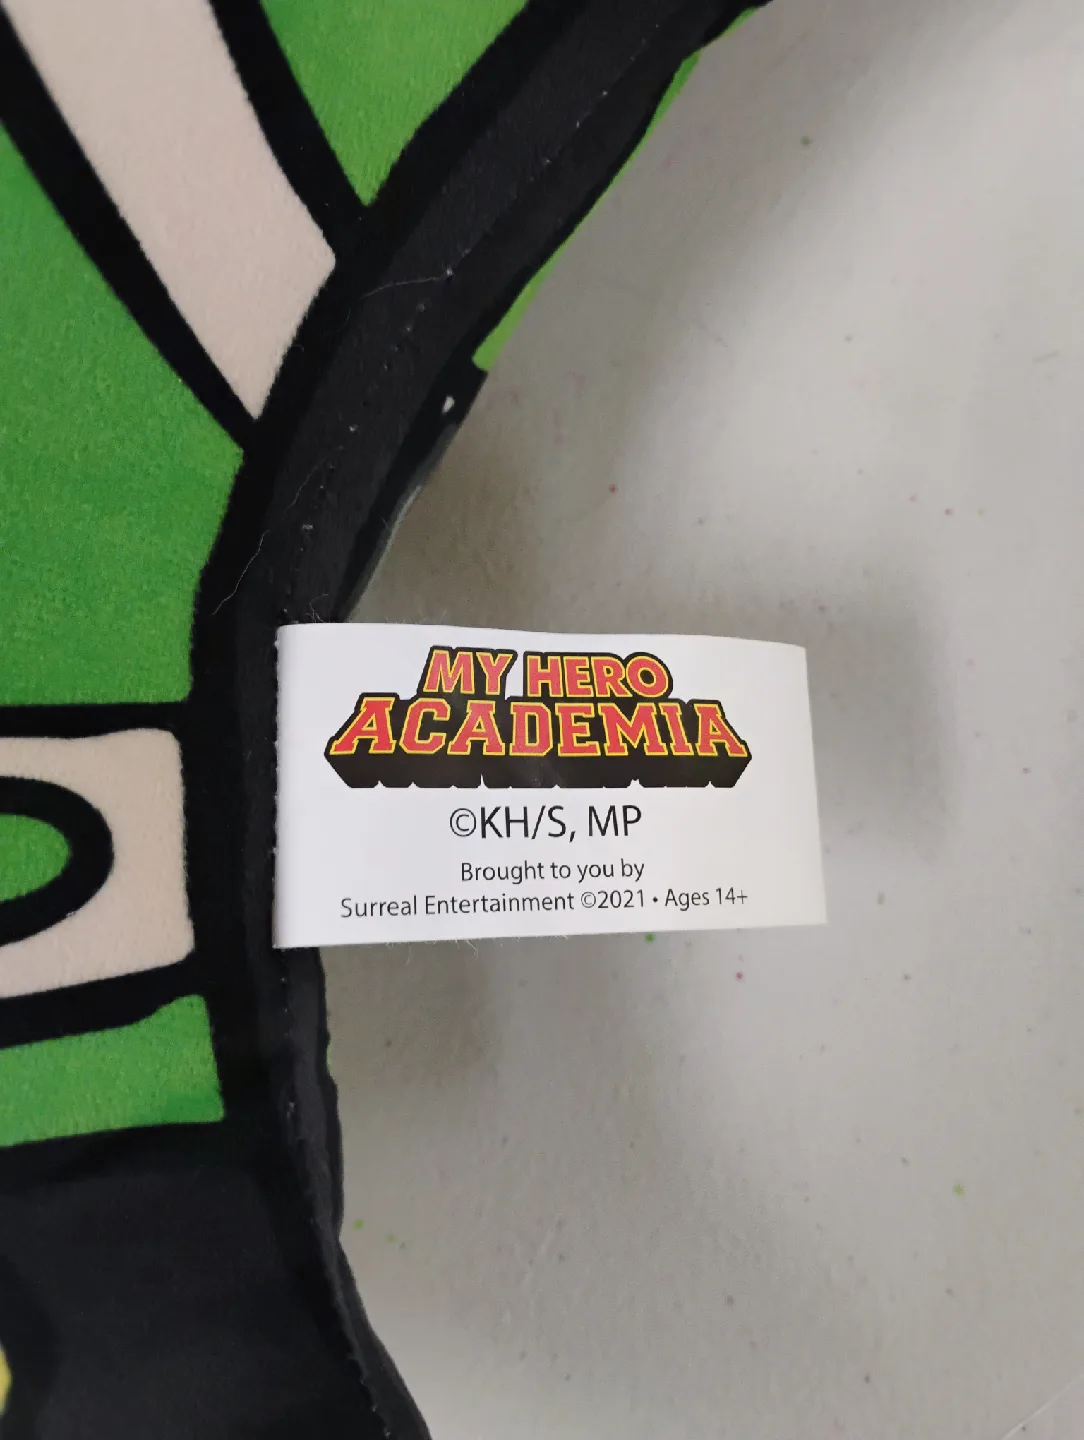 MY HERO
ACADEMIA
©KH/S, MP
Brought to you by
Surreal Entertainment ©2021 • Ages 14+